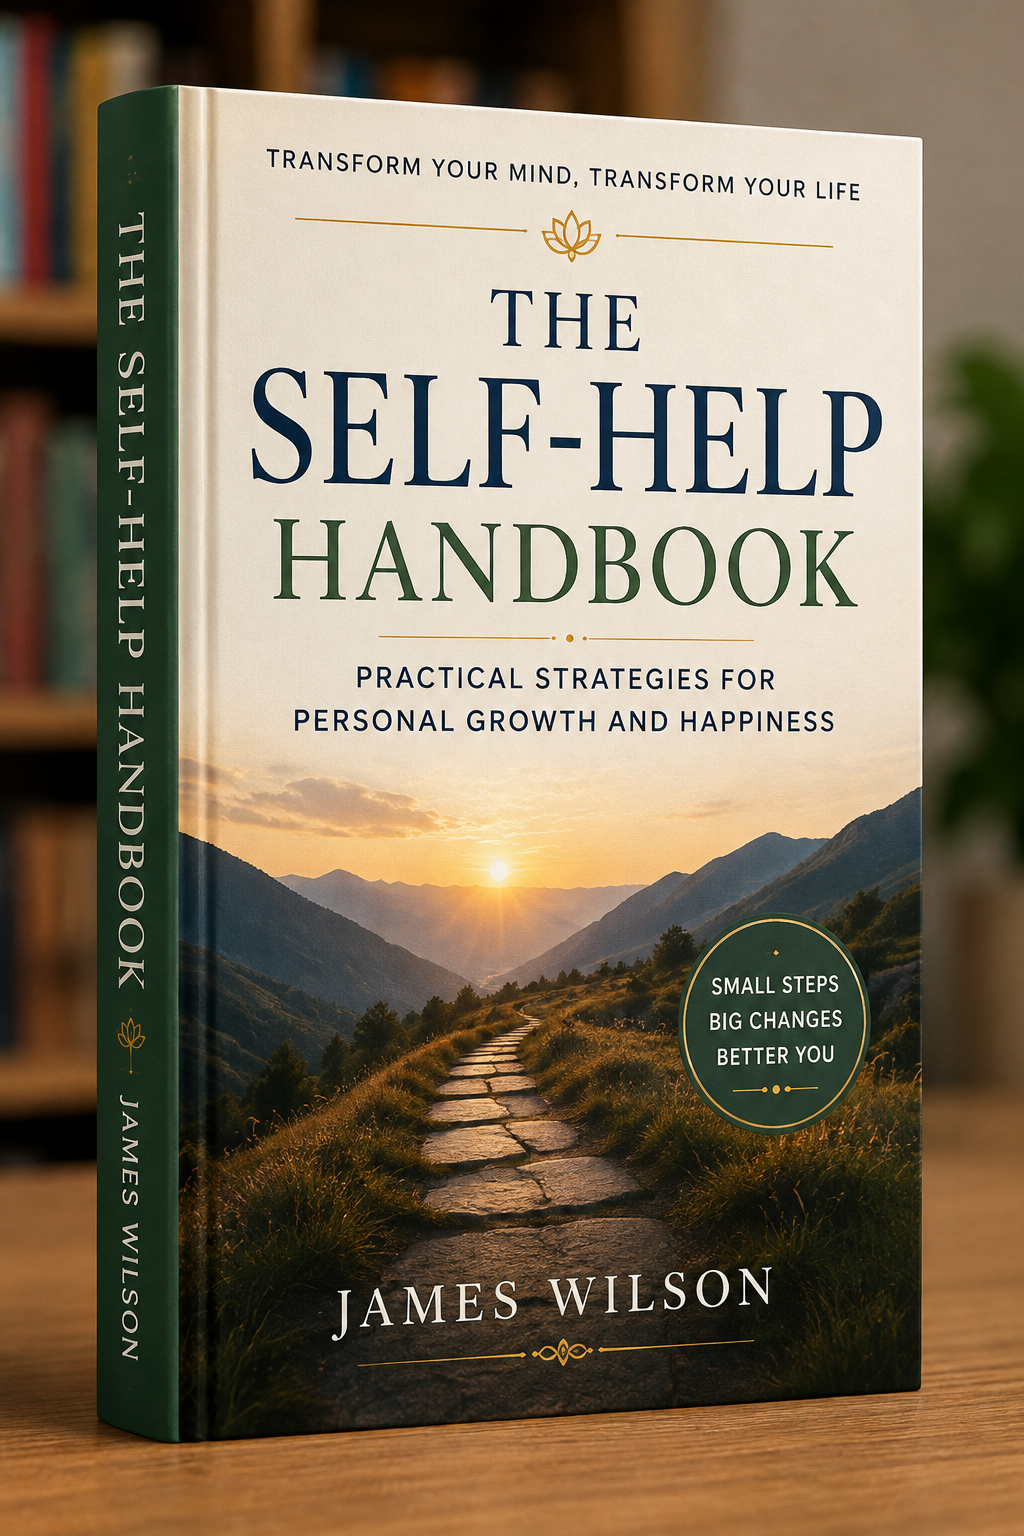 TRANSFORM YOUR MIND, TRANSFORM YOUR LIFE
THE
SELF-HELP
HANDBOOK
PRACTICAL STRATEGIES FOR
PERSONAL GROWTH AND HAPPINESS
SMALL STEPS
BIG CHANGES
BETTER YOU
JAMES WILSON
THE SELF-HELP HANDBOOK
JAMES WILSON